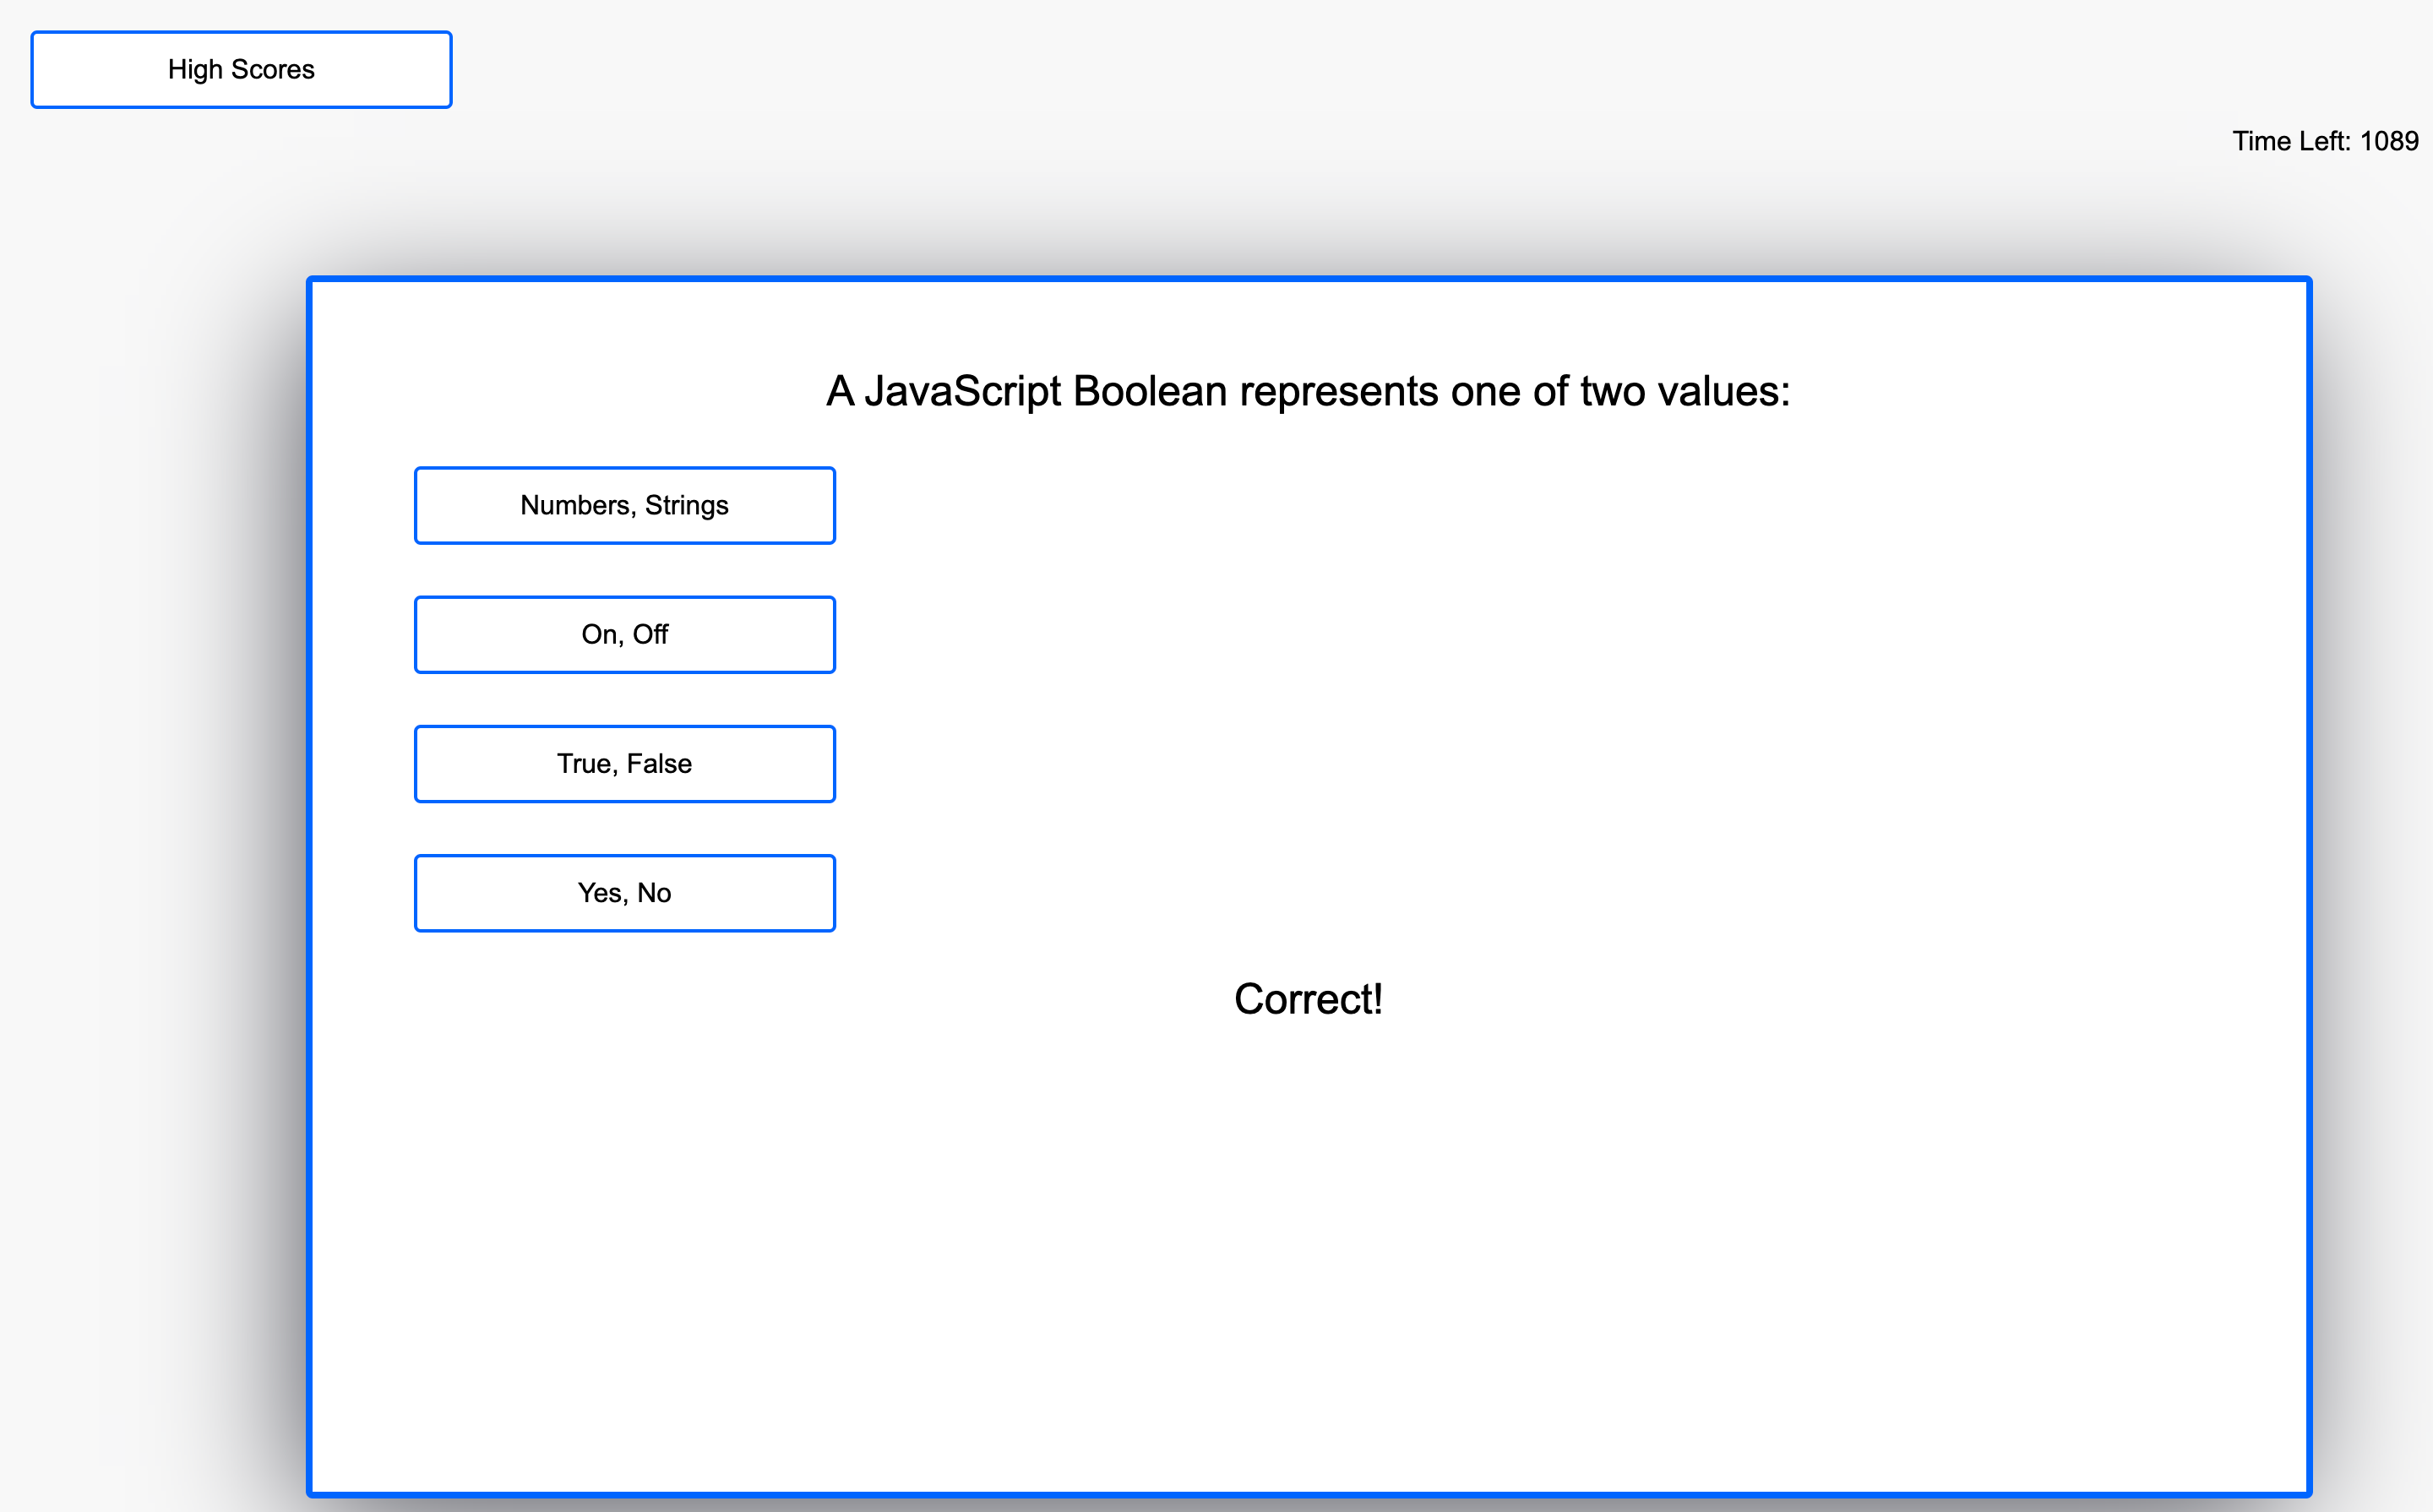 High Scores
Time Left: 1089
A JavaScript Boolean represents one of two values:
Numbers, Strings
On, Off
True, False
Yes, No
Correct!